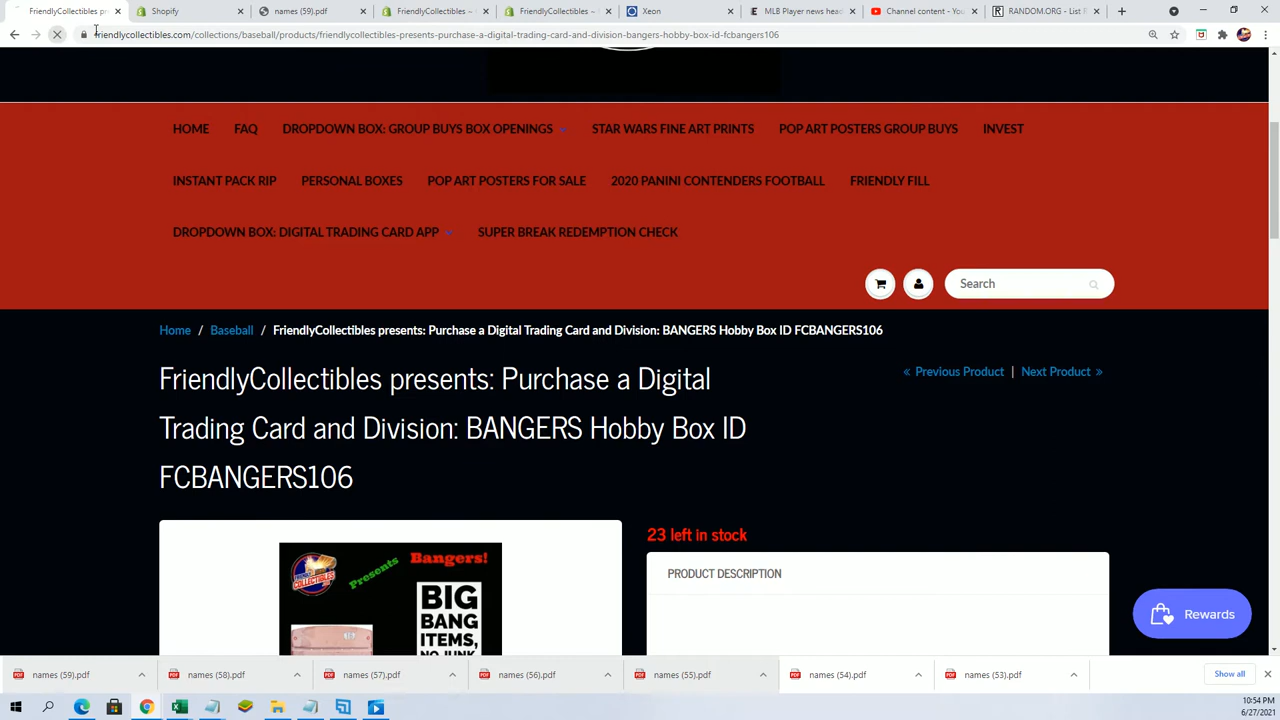 FriendlyCollectibles pre
Shopify
names (59).pdf
FriendlyCollectibles ~
FriendlyCollectibles ~
Xeon
MLB Player news head
Channel content - You
RANDOM.ORG - List R
friendlycollectibles.com/collections/baseball/products/friendlycollectibles-presents-purchase-a-digital-trading-card-and-division-bangers-hobby-box-id-fcbangers106
HOME FAQ DROPDOWN BOX: GROUP BUYS BOX OPENINGS STAR WARS FINE ART PRINTS POP ART POSTERS GROUP BUYS INVEST
INSTANT PACK RIP PERSONAL BOXES POP ART POSTERS FOR SALE 2020 PANINI CONTENDERS FOOTBALL FRIENDLY FILL
DROPDOWN BOX: DIGITAL TRADING CARD APP SUPER BREAK REDEMPTION CHECK
Search
Home / Baseball / FriendlyCollectibles presents: Purchase a Digital Trading Card and Division: BANGERS Hobby Box ID FCBANGERS106
« Previous Product | Next Product »
FriendlyCollectibles presents: Purchase a Digital
Trading Card and Division: BANGERS Hobby Box ID
FCBANGERS106
23 left in stock
PRODUCT DESCRIPTION
Presents
Bangers!
BIG
BANG
ITEMS,
NO JUNK
Rewards
names (59).pdf
names (58).pdf
names (57).pdf
names (56).pdf
names (55).pdf
names (54).pdf
names (53).pdf
Show all
10:54 PM
6/27/2021